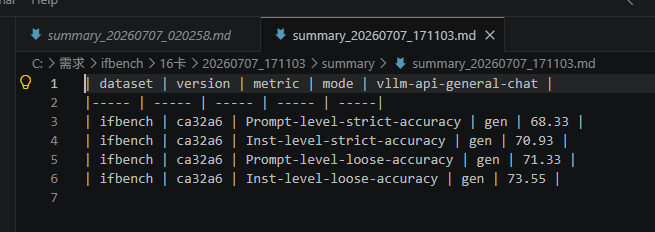 Help
summary_20260707_020258.md
summary_20260707_171103.md
C: > 需求 > ifbench > 16卡 > 20260707_171103 > summary > summary_20260707_171103.md
1 | dataset | version | metric | mode | vllm-api-general-chat |
2 |----- | ----- | ----- | ----- | -----|
3 | ifbench | ca32a6 | Prompt-level-strict-accuracy | gen | 68.33 |
4 | ifbench | ca32a6 | Inst-level-strict-accuracy | gen | 70.93 |
5 | ifbench | ca32a6 | Prompt-level-loose-accuracy | gen | 71.33 |
6 | ifbench | ca32a6 | Inst-level-loose-accuracy | gen | 73.55 |
7